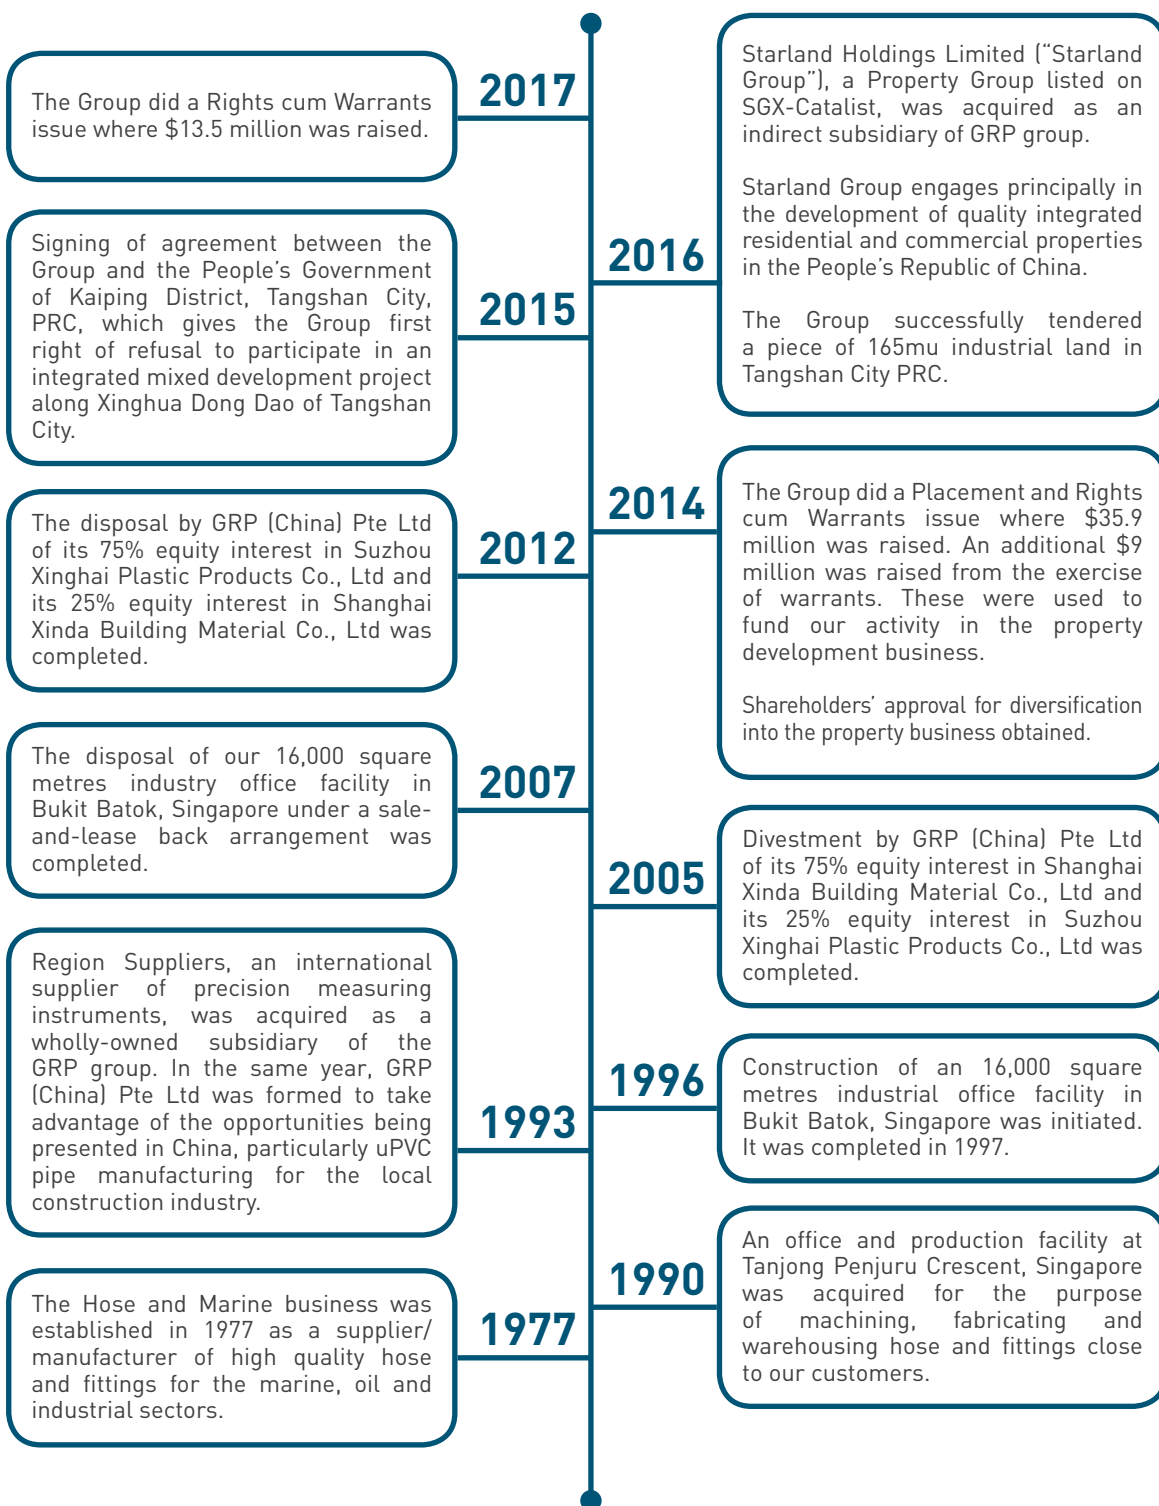 2017
The Group did a Rights cum Warrants
issue where $13.5 million was raised.
2016
Starland Holdings Limited (“Starland
Group”), a Property Group listed on
SGX-Catalist, was acquired as an
indirect subsidiary of GRP group.
Starland Group engages principally in
the development of quality integrated
residential and commercial properties
in the People’s Republic of China.
The Group successfully tendered
a piece of 165mu industrial land in
Tangshan City PRC.
2015
Signing of agreement between the
Group and the People’s Government
of Kaiping District, Tangshan City,
PRC, which gives the Group first
right of refusal to participate in an
integrated mixed development project
along Xinghua Dong Dao of Tangshan
City.
2014
The Group did a Placement and Rights
cum Warrants issue where $35.9
million was raised. An additional $9
million was raised from the exercise
of warrants. These were used to
fund our activity in the property
development business.
Shareholders’ approval for diversification
into the property business obtained.
2012
The disposal by GRP (China) Pte Ltd
of its 75% equity interest in Suzhou
Xinghai Plastic Products Co., Ltd and
its 25% equity interest in Shanghai
Xinda Building Material Co., Ltd was
completed.
2007
The disposal of our 16,000 square
metres industry office facility in
Bukit Batok, Singapore under a sale-
and-lease back arrangement was
completed.
2005
Divestment by GRP (China) Pte Ltd
of its 75% equity interest in Shanghai
Xinda Building Material Co., Ltd and
its 25% equity interest in Suzhou
Xinghai Plastic Products Co., Ltd was
completed.
1996
Construction of an 16,000 square
metres industrial office facility in
Bukit Batok, Singapore was initiated.
It was completed in 1997.
1993
Region Suppliers, an international
supplier of precision measuring
instruments, was acquired as a
wholly-owned subsidiary of the
GRP group. In the same year, GRP
(China) Pte Ltd was formed to take
advantage of the opportunities being
presented in China, particularly uPVC
pipe manufacturing for the local
construction industry.
1990
An office and production facility at
Tanjong Penjuru Crescent, Singapore
was acquired for the purpose
of machining, fabricating and
warehousing hose and fittings close
to our customers.
1977
The Hose and Marine business was
established in 1977 as a supplier/
manufacturer of high quality hose
and fittings for the marine, oil and
industrial sectors.